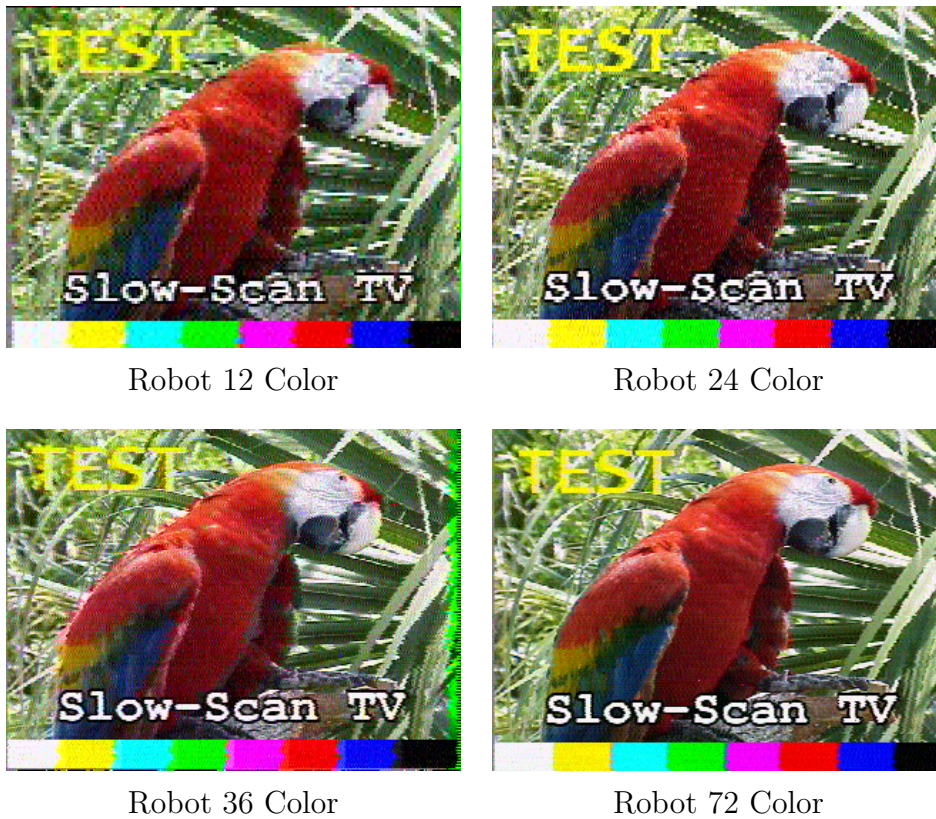 TEST
Slow-Scan TV
Robot 12 Color
TEST
Slow-Scan TV
Robot 24 Color
TEST
Slow-Scan TV
Robot 36 Color
TEST
Slow-Scan TV
Robot 72 Color